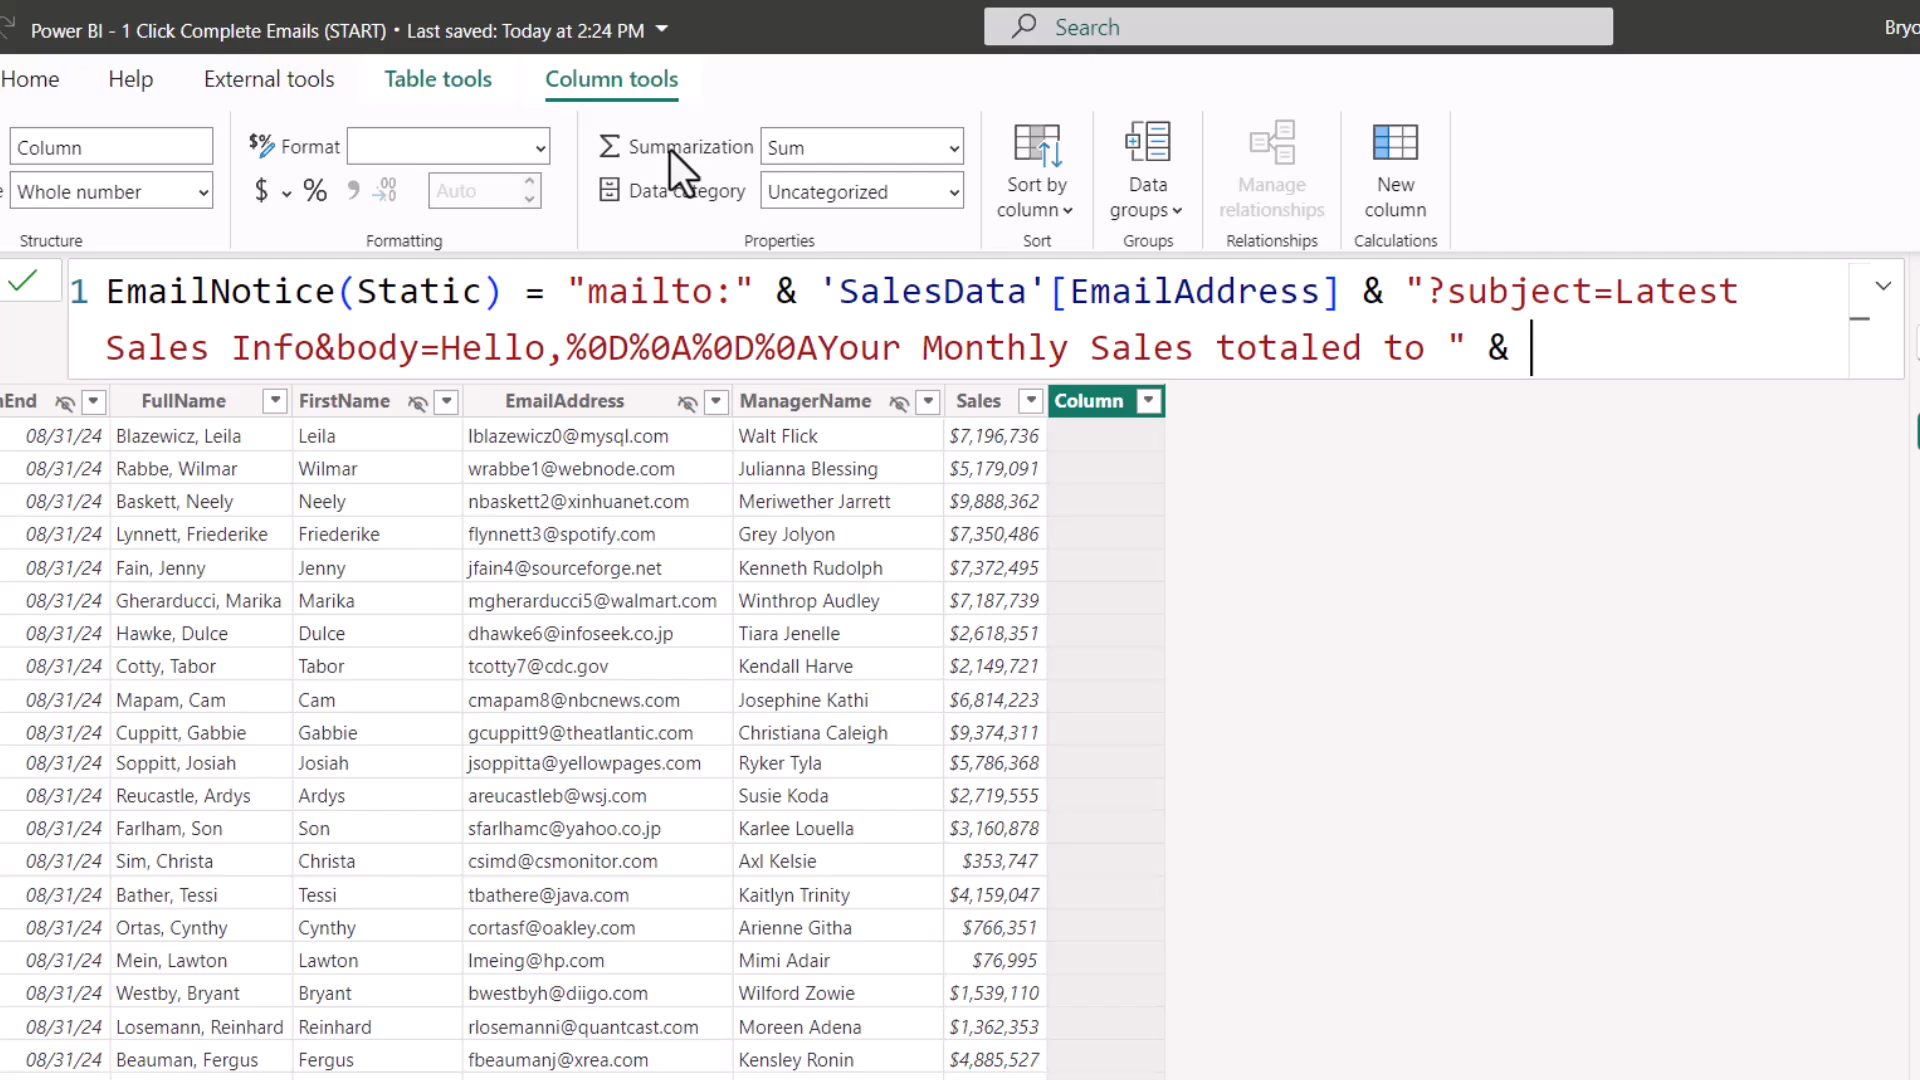 Power BI - 1 Click Complete Emails (START) • Last saved: Today at 2:24 PM
Search
Bryo
Home Help External tools Table tools Column tools
Column
$% Format
Σ Summarization Sum
Whole number
$ % 9 .00 Auto
Data category Uncategorized
Sort by column
Data groups
Manage relationships
New column
Structure Formatting Properties Sort Groups Relationships Calculations
1 EmailNotice(Static) = "mailto:" & 'SalesData'[EmailAddress] & "?subject=Latest
Sales Info&body=Hello,%0D%0A%0D%0AYour Monthly Sales totaled to " &
hEnd FullName FirstName EmailAddress ManagerName Sales Column
08/31/24 Blazewicz, Leila Leila lblazewicz0@mysql.com Walt Flick $7,196,736
08/31/24 Rabbe, Wilmar Wilmar wrabbe1@webnode.com Julianna Blessing $5,179,091
08/31/24 Baskett, Neely Neely nbaskett2@xinhuanet.com Meriwether Jarrett $9,888,362
08/31/24 Lynnett, Friederike Friederike flynnett3@spotify.com Grey Jolyon $7,350,486
08/31/24 Fain, Jenny Jenny jfain4@sourceforge.net Kenneth Rudolph $7,372,495
08/31/24 Gherarducci, Marika Marika mgherarducci5@walmart.com Winthrop Audley $7,187,739
08/31/24 Hawke, Dulce Dulce dhawke6@infoseek.co.jp Tiara Jenelle $2,618,351
08/31/24 Cotty, Tabor Tabor tcotty7@cdc.gov Kendall Harve $2,149,721
08/31/24 Mapam, Cam Cam cmapam8@nbcnews.com Josephine Kathi $6,814,223
08/31/24 Cuppitt, Gabbie Gabbie gcuppitt9@theatlantic.com Christiana Caleigh $9,374,311
08/31/24 Soppitt, Josiah Josiah jsoppitta@yellowpages.com Ryker Tyla $5,786,368
08/31/24 Reucastle, Ardys Ardys areucastleb@wsj.com Susie Koda $2,719,555
08/31/24 Farlham, Son Son sfarlhamc@yahoo.co.jp Karlee Louella $3,160,878
08/31/24 Sim, Christa Christa csimd@csmonitor.com Axl Kelsie $353,747
08/31/24 Bather, Tessi Tessi tbathere@java.com Kaitlyn Trinity $4,159,047
08/31/24 Ortas, Cynthy Cynthy cortasf@oakley.com Arienne Githa $766,351
08/31/24 Mein, Lawton Lawton lmeing@hp.com Mimi Adair $76,995
08/31/24 Westby, Bryant Bryant bwestbyh@diigo.com Wilford Zowie $1,539,110
08/31/24 Losemann, Reinhard Reinhard rlosemanni@quantcast.com Moreen Adena $1,362,353
08/31/24 Beauman, Fergus Fergus fbeaumanj@xrea.com Kensley Ronin $4,885,527